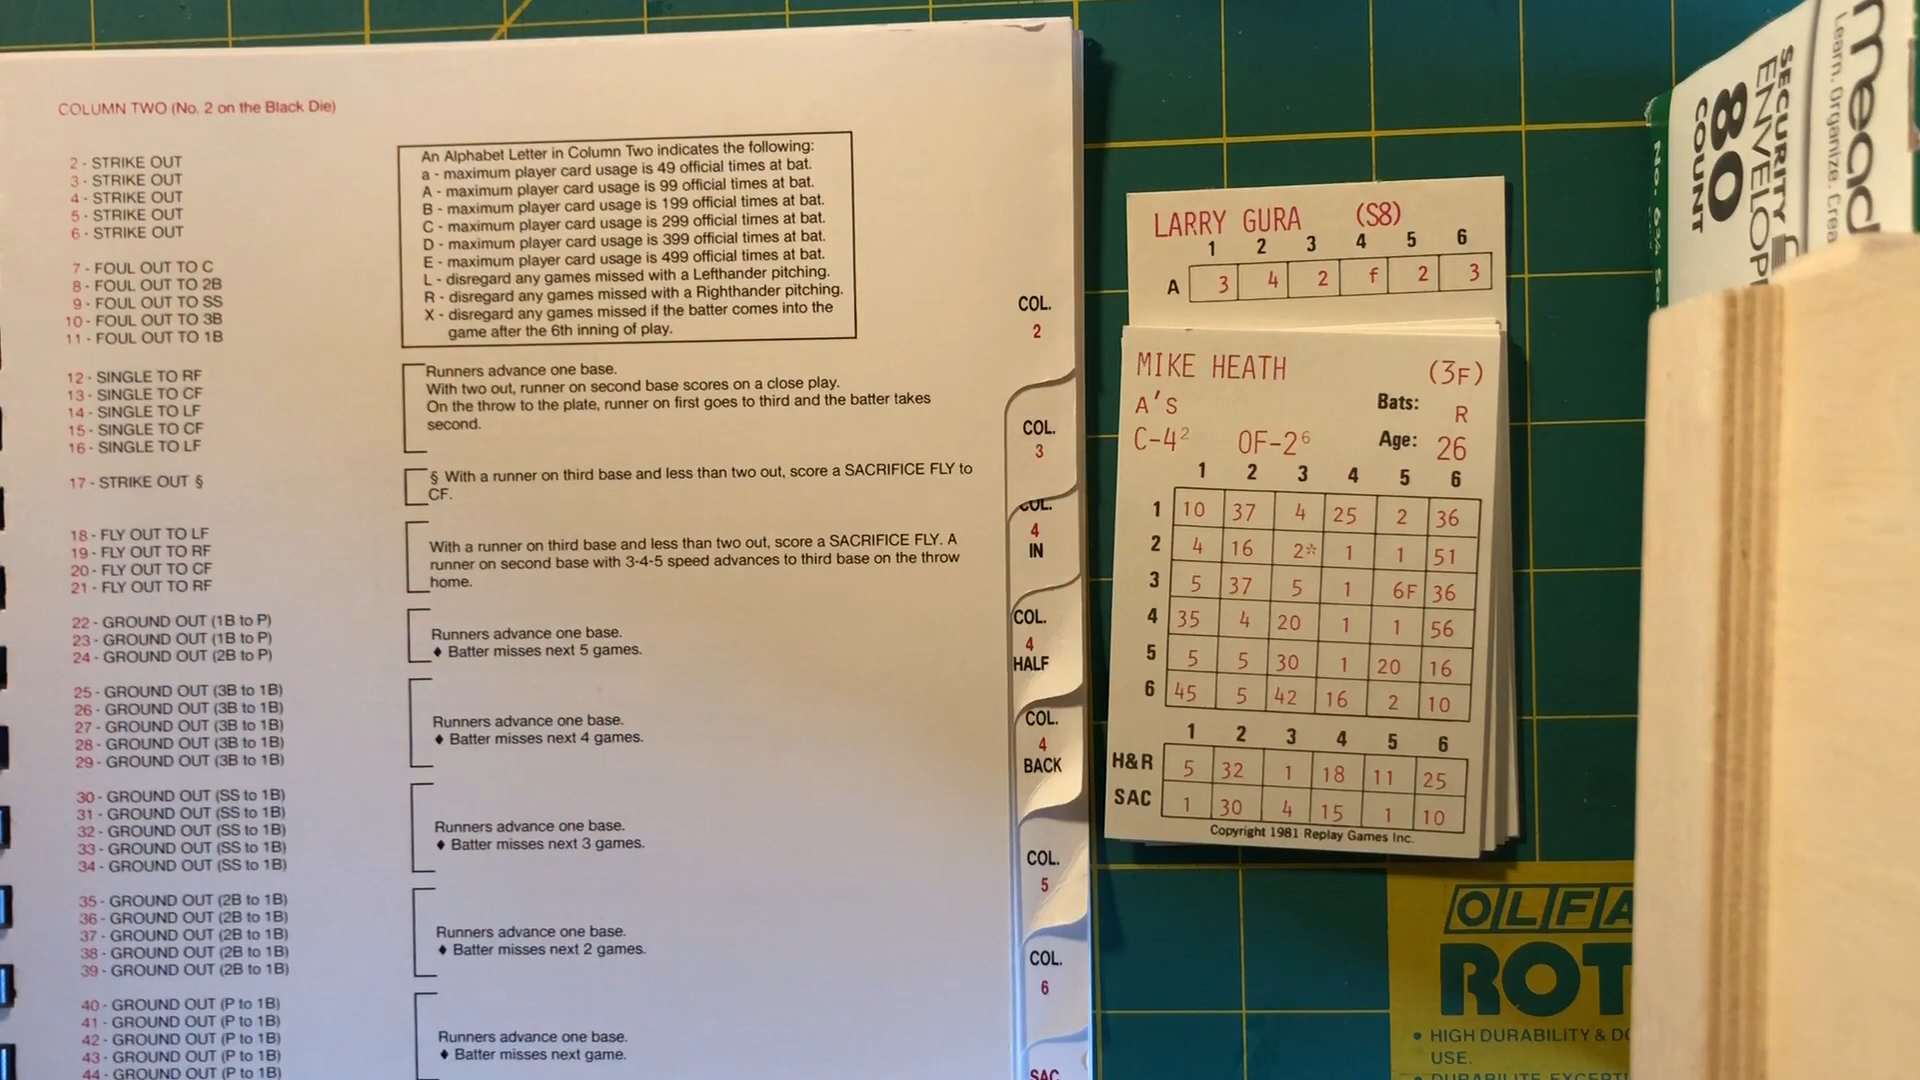 COLUMN TWO (No. 2 on the Black Die)
2 - STRIKE OUT
3 - STRIKE OUT
4 - STRIKE OUT
5 - STRIKE OUT
6 - STRIKE OUT
7 - FOUL OUT TO C
8 - FOUL OUT TO 2B
9 - FOUL OUT TO SS
10 - FOUL OUT TO 3B
11 - FOUL OUT TO 1B
12 - SINGLE TO RF
13 - SINGLE TO CF
14 - SINGLE TO LF
15 - SINGLE TO CF
16 - SINGLE TO LF
17 - STRIKE OUT §
18 - FLY OUT TO LF
19 - FLY OUT TO RF
20 - FLY OUT TO CF
21 - FLY OUT TO RF
22 - GROUND OUT (1B to P)
23 - GROUND OUT (1B to P)
24 - GROUND OUT (2B to P)
25 - GROUND OUT (3B to 1B)
26 - GROUND OUT (3B to 1B)
27 - GROUND OUT (3B to 1B)
28 - GROUND OUT (3B to 1B)
29 - GROUND OUT (3B to 1B)
30 - GROUND OUT (SS to 1B)
31 - GROUND OUT (SS to 1B)
32 - GROUND OUT (SS to 1B)
33 - GROUND OUT (SS to 1B)
34 - GROUND OUT (SS to 1B)
35 - GROUND OUT (2B to 1B)
36 - GROUND OUT (2B to 1B)
37 - GROUND OUT (2B to 1B)
38 - GROUND OUT (2B to 1B)
39 - GROUND OUT (2B to 1B)
40 - GROUND OUT (P to 1B)
41 - GROUND OUT (P to 1B)
42 - GROUND OUT (P to 1B)
43 - GROUND OUT (P to 1B)
44 - GROUND OUT (P to 1B)
An Alphabet Letter in Column Two indicates the following:
a - maximum player card usage is 49 official times at bat.
A - maximum player card usage is 99 official times at bat.
B - maximum player card usage is 199 official times at bat.
C - maximum player card usage is 299 official times at bat.
D - maximum player card usage is 399 official times at bat.
E - maximum player card usage is 499 official times at bat.
L - disregard any games missed with a Lefthander pitching.
R - disregard any games missed with a Righthander pitching.
X - disregard any games missed if the batter comes into the
game after the 6th inning of play.
Runners advance one base.
With two out, runner on second base scores on a close play.
On the throw to the plate, runner on first goes to third and the batter takes
second.
§ With a runner on third base and less than two out, score a SACRIFICE FLY to
CF.
With a runner on third base and less than two out, score a SACRIFICE FLY. A
runner on second base with 3-4-5 speed advances to third base on the throw
home.
Runners advance one base.
♦ Batter misses next 5 games.
Runners advance one base.
♦ Batter misses next 4 games.
Runners advance one base.
♦ Batter misses next 3 games.
Runners advance one base.
♦ Batter misses next 2 games.
Runners advance one base.
♦ Batter misses next game.
COL.
2
COL.
3
COL.
4
IN
COL.
4
HALF
COL.
4
BACK
COL.
5
COL.
6
SAC
LARRY GURA (S8)
1 2 3 4 5 6
A 3 4 2 f 2 3
MIKE HEATH (3F)
A'S Bats: R
C-4² OF-2⁶ Age: 26
1 2 3 4 5 6
1 10 37 4 25 2 36
2 4 16 2* 1 1 51
3 5 37 5 1 6F 36
4 35 4 20 1 1 56
5 5 5 30 1 20 16
6 45 5 42 16 2 10
1 2 3 4 5 6
H&R 5 32 1 18 11 25
SAC 1 30 4 15 1 10
Copyright 1981 Replay Games Inc.
mead
Learn. Organize.
SECURITY
ENVELOP
80
COUNT
OLFA
ROT
• HIGH DURABILITY &
USE.